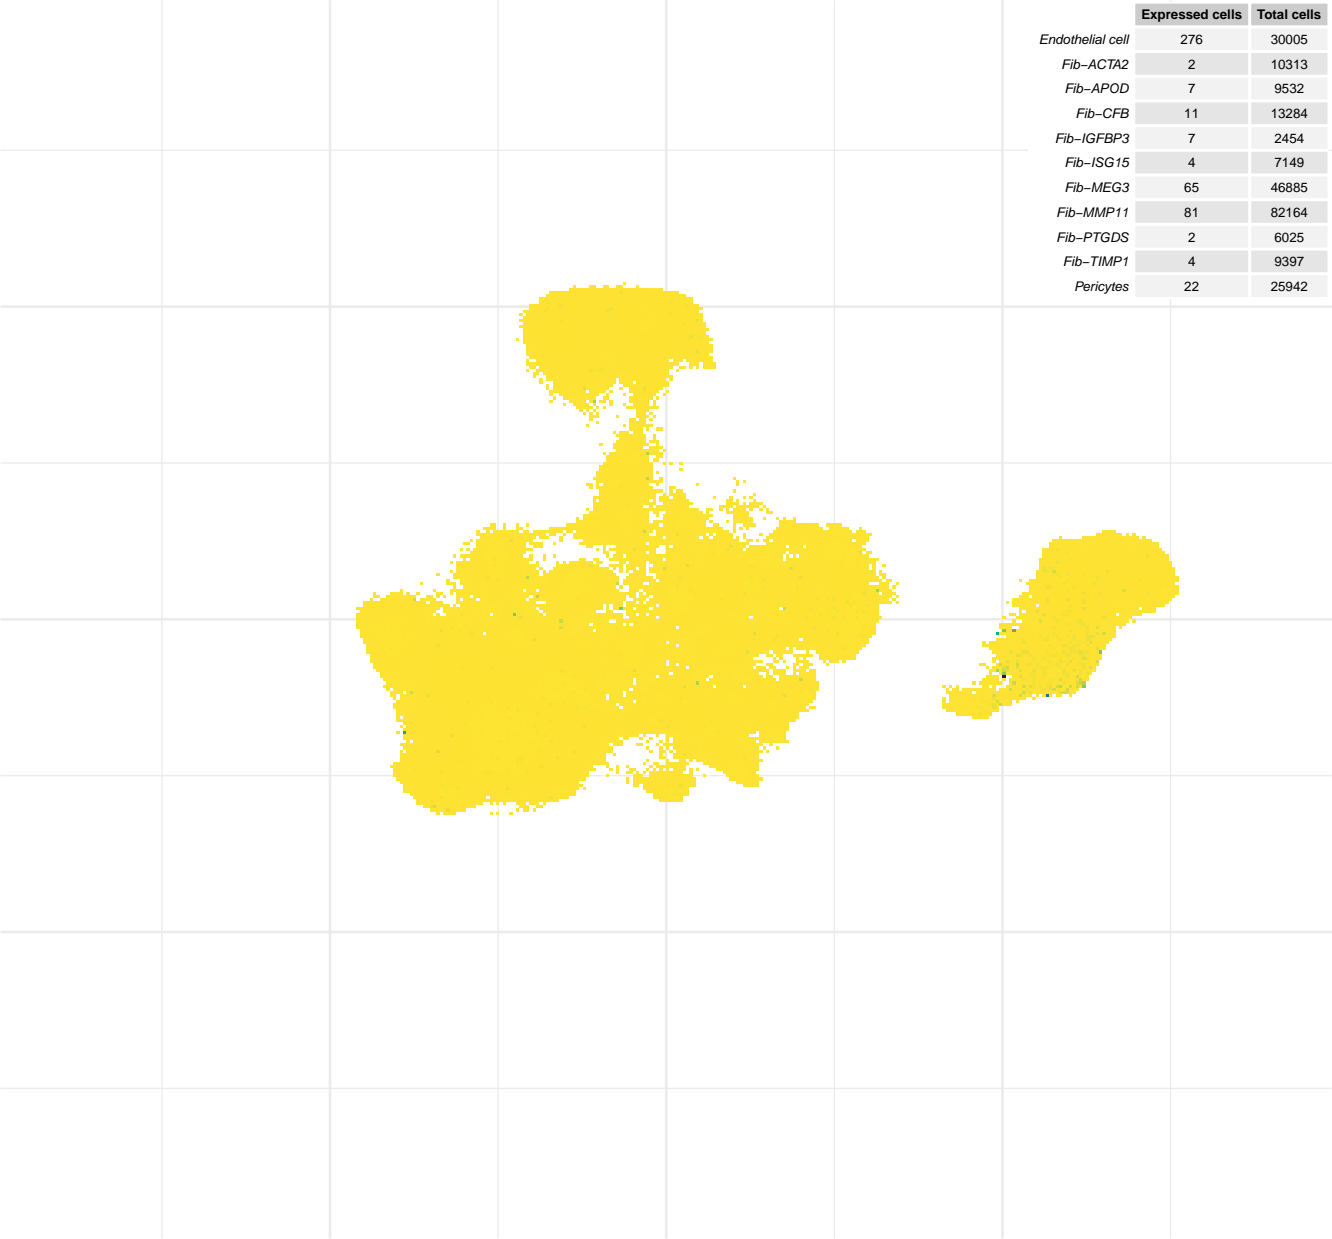 Expressed cells Total cells
Endothelial cell 276 30005
Fib−ACTA2 2 10313
Fib−APOD 7 9532
Fib−CFB 11 13284
Fib−IGFBP3 7 2454
Fib−ISG15 4 7149
Fib−MEG3 65 46885
Fib−MMP11 81 82164
Fib−PTGDS 2 6025
Fib−TIMP1 4 9397
Pericytes 22 25942